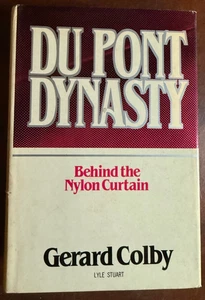 DU PONT
DYNASTY
Behind the
Nylon Curtain
Gerard Colby
LYLE STUART